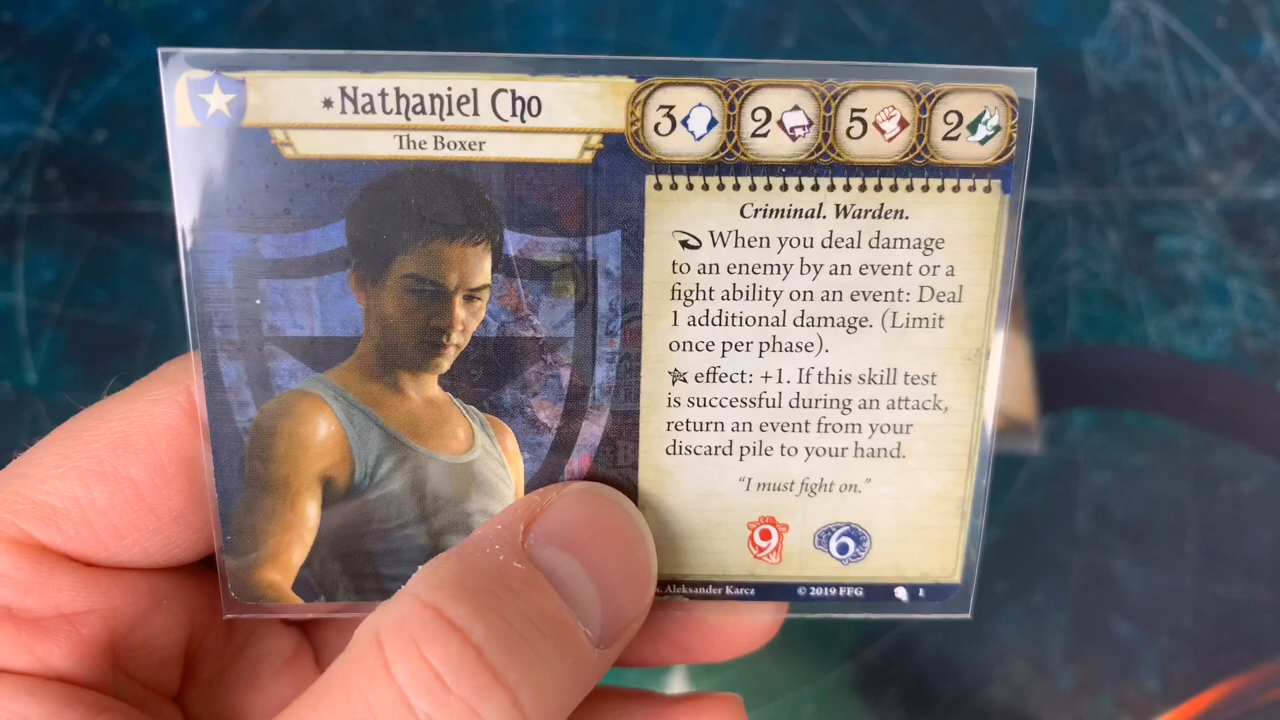 Nathaniel Cho
3 2 5 2
The Boxer
Criminal. Warden.
When you deal damage
to an enemy by an event or a
fight ability on an event: Deal
1 additional damage. (Limit
once per phase).
effect: +1. If this skill test
is successful during an attack,
return an event from your
discard pile to your hand.
"I must fight on."
9 6
Aleksander Karcz © 2019 FFG 1